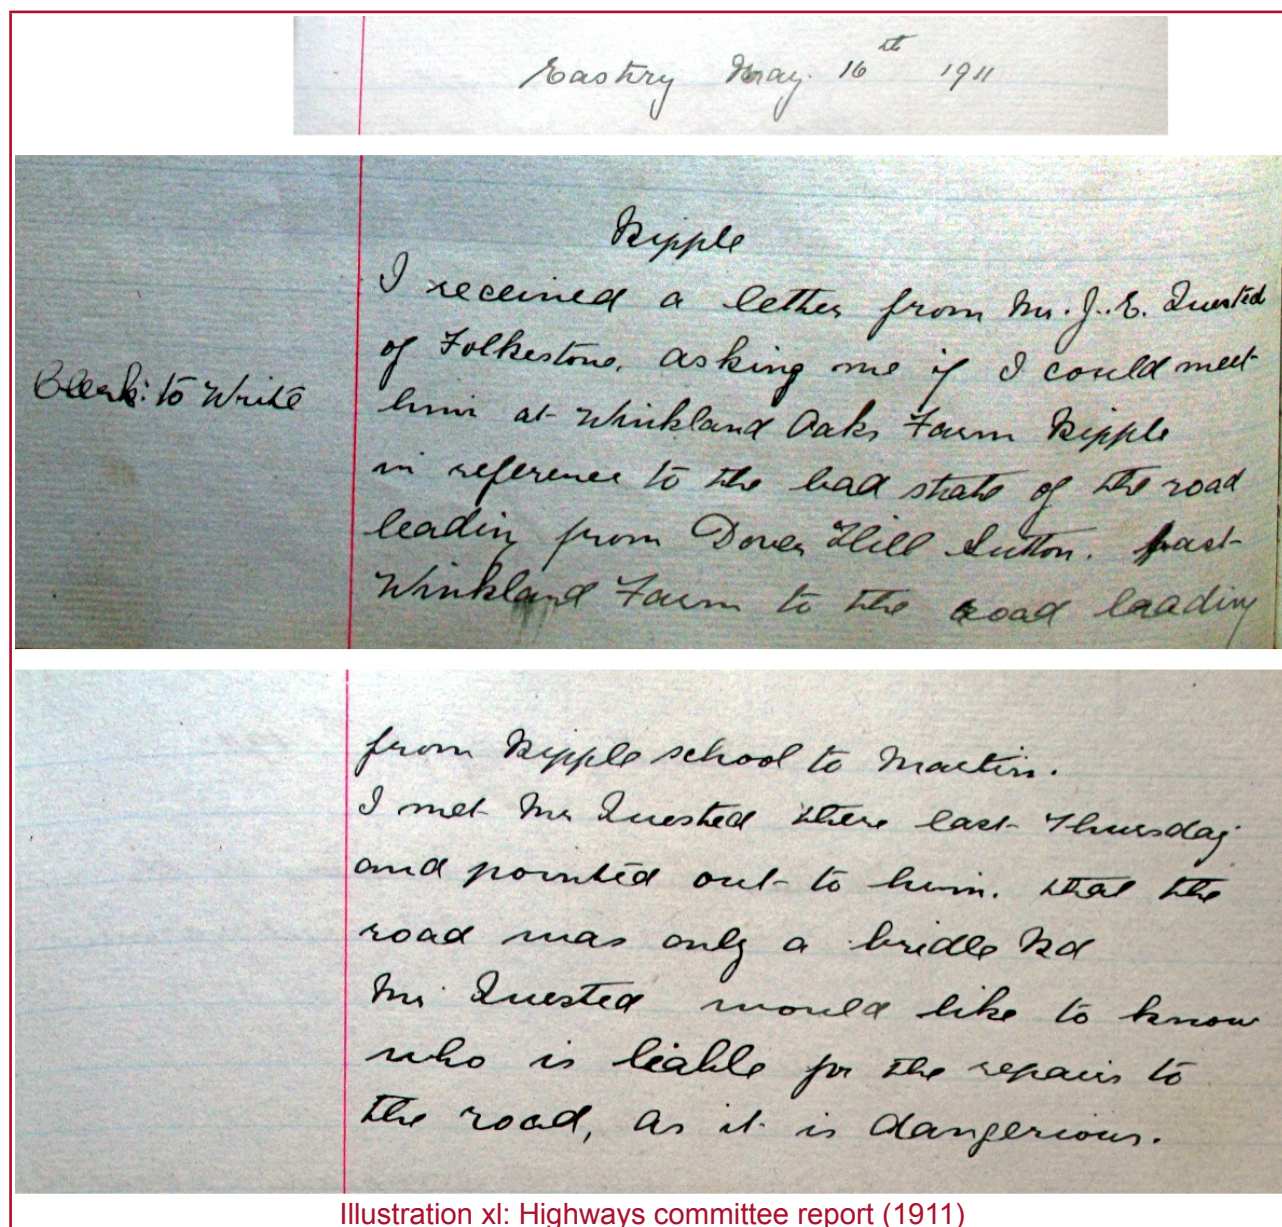 Eastry May. 16th 1911
Ripple
I received a letter from Mr. J. E. Quested
of Folkestone, asking me if I could meet
Clerk: to Write
him at Winkland Oaks Farm Ripple
in reference to the bad state of the road
leading from Dover Hill Sutton. past
Winkland Farm to the road leading
from Ripple school to Martin.
I met Mr Quested there last Thursday
and pointed out to him. that the
road was only a bridle Rd
Mr Quested would like to know
who is liable for the repairs to
the road, as it is dangerious.
Illustration xl: Highways committee report (1911)